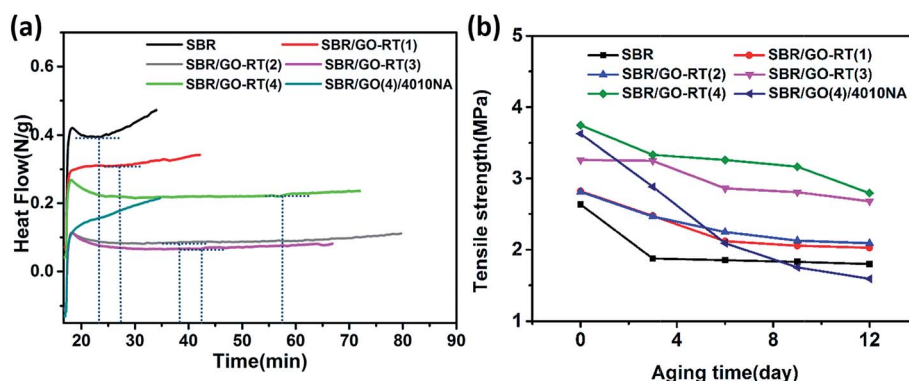 (a)
SBR SBR/GO-RT(1)
SBR/GO-RT(2) SBR/GO-RT(3)
SBR/GO-RT(4) SBR/GO(4)/4010NA
Heat Flow(N/g)
0.6
0.4
0.2
0.0
20 30 40 50 60 70 80 90
Time(min)
(b)
SBR SBR/GO-RT(1)
SBR/GO-RT(2) SBR/GO-RT(3)
SBR/GO-RT(4) SBR/GO(4)/4010NA
Tensile strength(MPa)
5
4
3
2
1
0 3 6 9 12
Aging time(day)